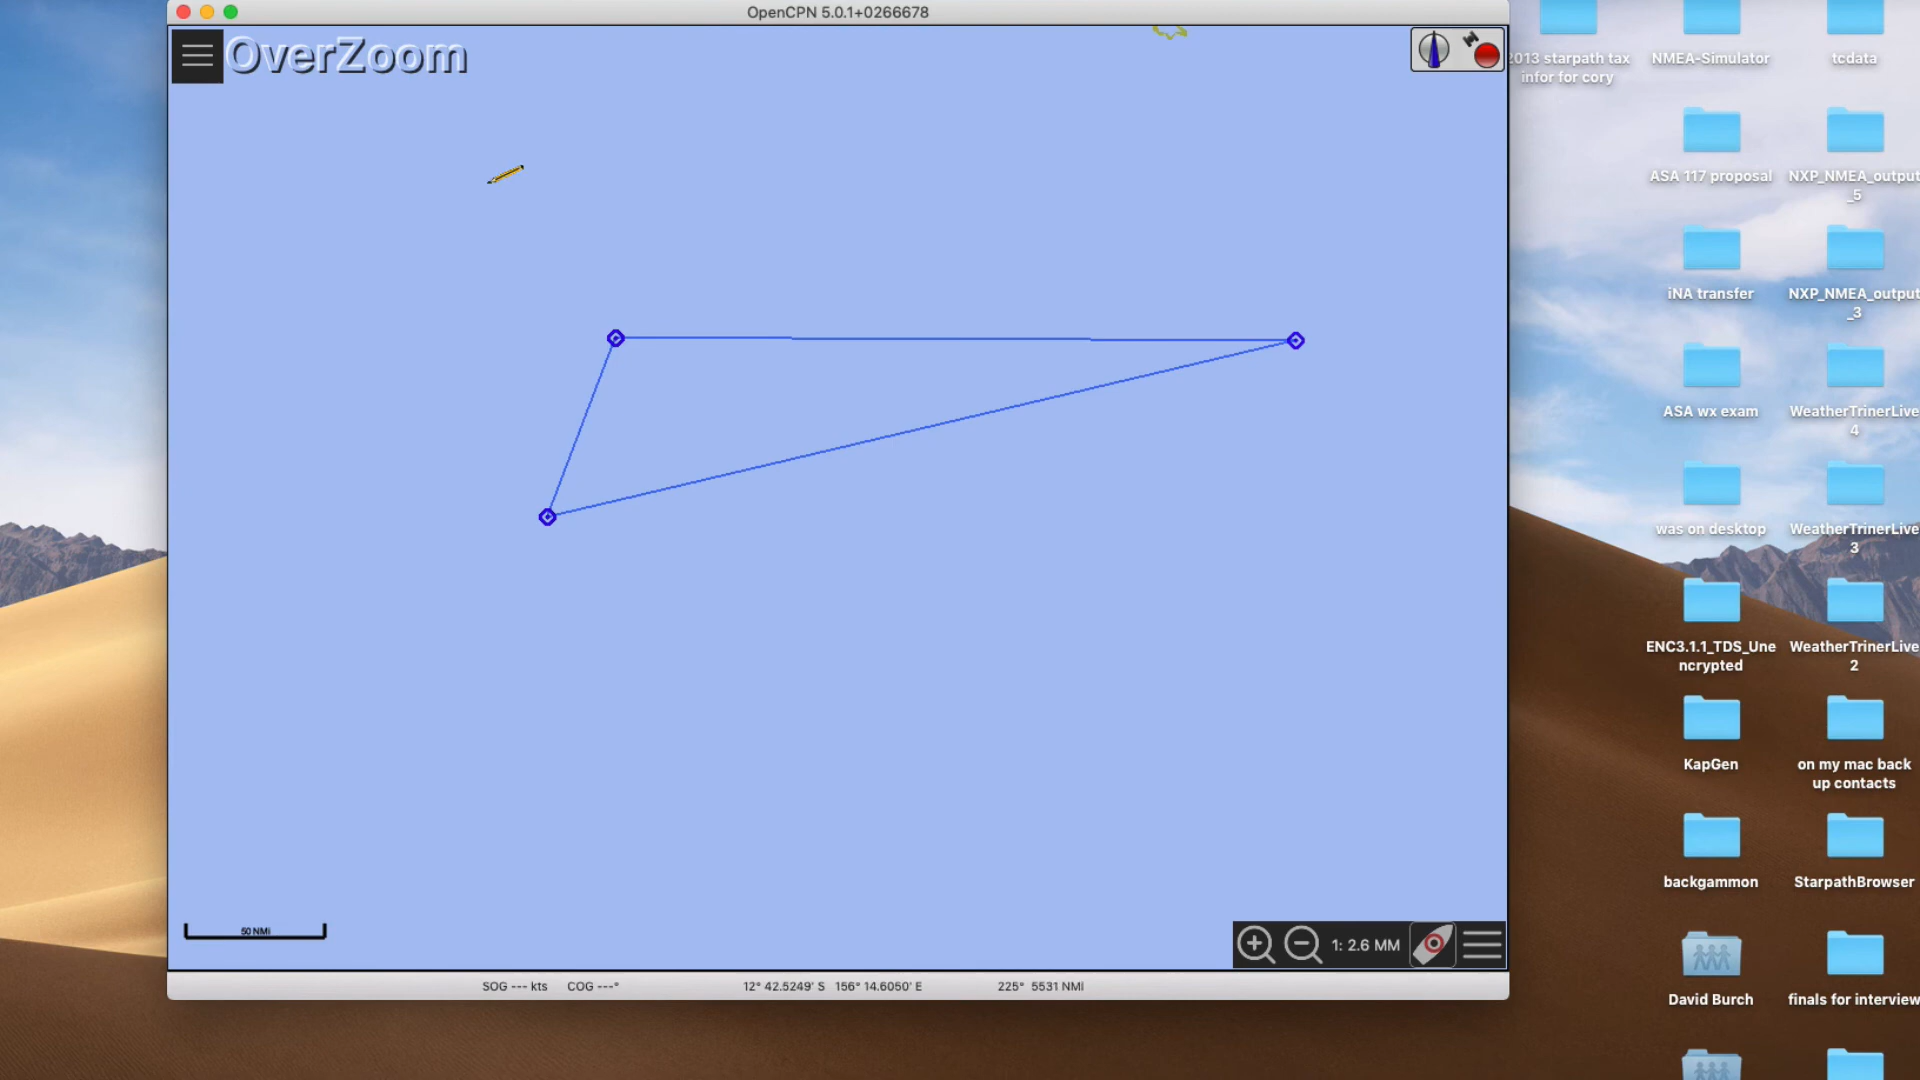 OpenCPN 5.0.1+0266678
OverZoom
50 NMi
1: 2.6 MM
SOG --- kts COG ---° 12° 42.5249' S 156° 14.6050' E 225° 5531 NMi
2013 starpath tax
infor for cory
NMEA-Simulator
tcdata
ASA 117 proposal
NXP_NMEA_output
_5
iNA transfer
NXP_NMEA_output
_3
ASA wx exam
WeatherTrinerLive
4
was on desktop
WeatherTrinerLive
3
ENC3.1.1_TDS_Une
ncrypted
WeatherTrinerLive
2
KapGen
on my mac back
up contacts
backgammon
StarpathBrowser
David Burch
finals for interview